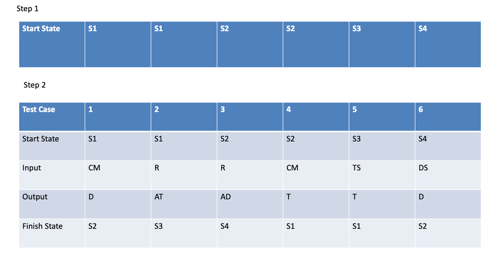 Step 1
Start State S1 S1 S2 S2 S3 S4
Step 2
Test Case 1 2 3 4 5 6
Start State S1 S1 S2 S2 S3 S4
Input CM R R CM TS DS
Output D AT AD T T D
Finish State S2 S3 S4 S1 S1 S2